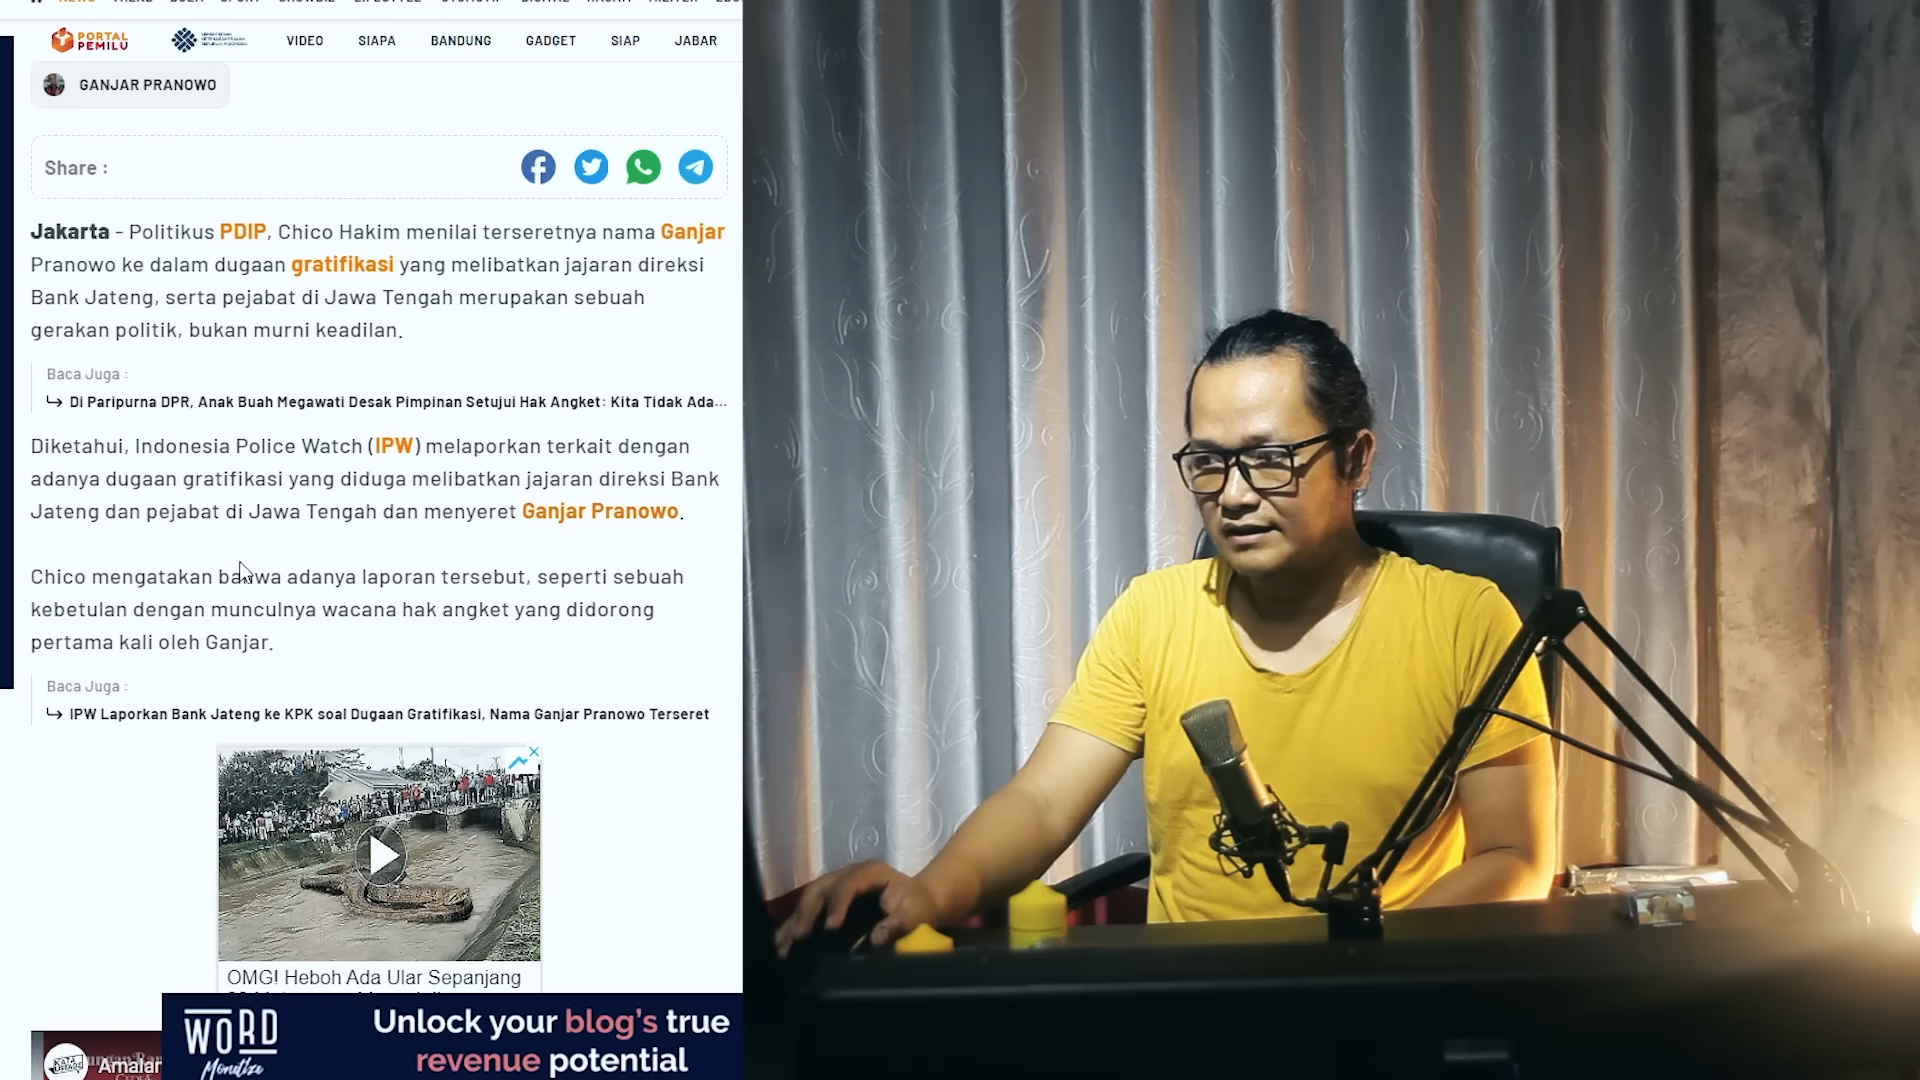 NEWS
PORTAL
PEMILU
VIDEO SIAPA BANDUNG GADGET SIAP JABAR
GANJAR PRANOWO
Share :
Jakarta - Politikus PDIP, Chico Hakim menilai terseretnya nama Ganjar
Pranowo ke dalam dugaan gratifikasi yang melibatkan jajaran direksi
Bank Jateng, serta pejabat di Jawa Tengah merupakan sebuah
gerakan politik, bukan murni keadilan.
Baca Juga :
Di Paripurna DPR, Anak Buah Megawati Desak Pimpinan Setujui Hak Angket: Kita Tidak Ada...
Diketahui, Indonesia Police Watch (IPW) melaporkan terkait dengan
adanya dugaan gratifikasi yang diduga melibatkan jajaran direksi Bank
Jateng dan pejabat di Jawa Tengah dan menyeret Ganjar Pranowo.
Chico mengatakan bahwa adanya laporan tersebut, seperti sebuah
kebetulan dengan munculnya wacana hak angket yang didorong
pertama kali oleh Ganjar.
Baca Juga :
IPW Laporkan Bank Jateng ke KPK soal Dugaan Gratifikasi, Nama Ganjar Pranowo Terseret
OMG! Heboh Ada Ular Sepanjang
WORD
Monetize
Unlock your blog's true
revenue potential
Amalan